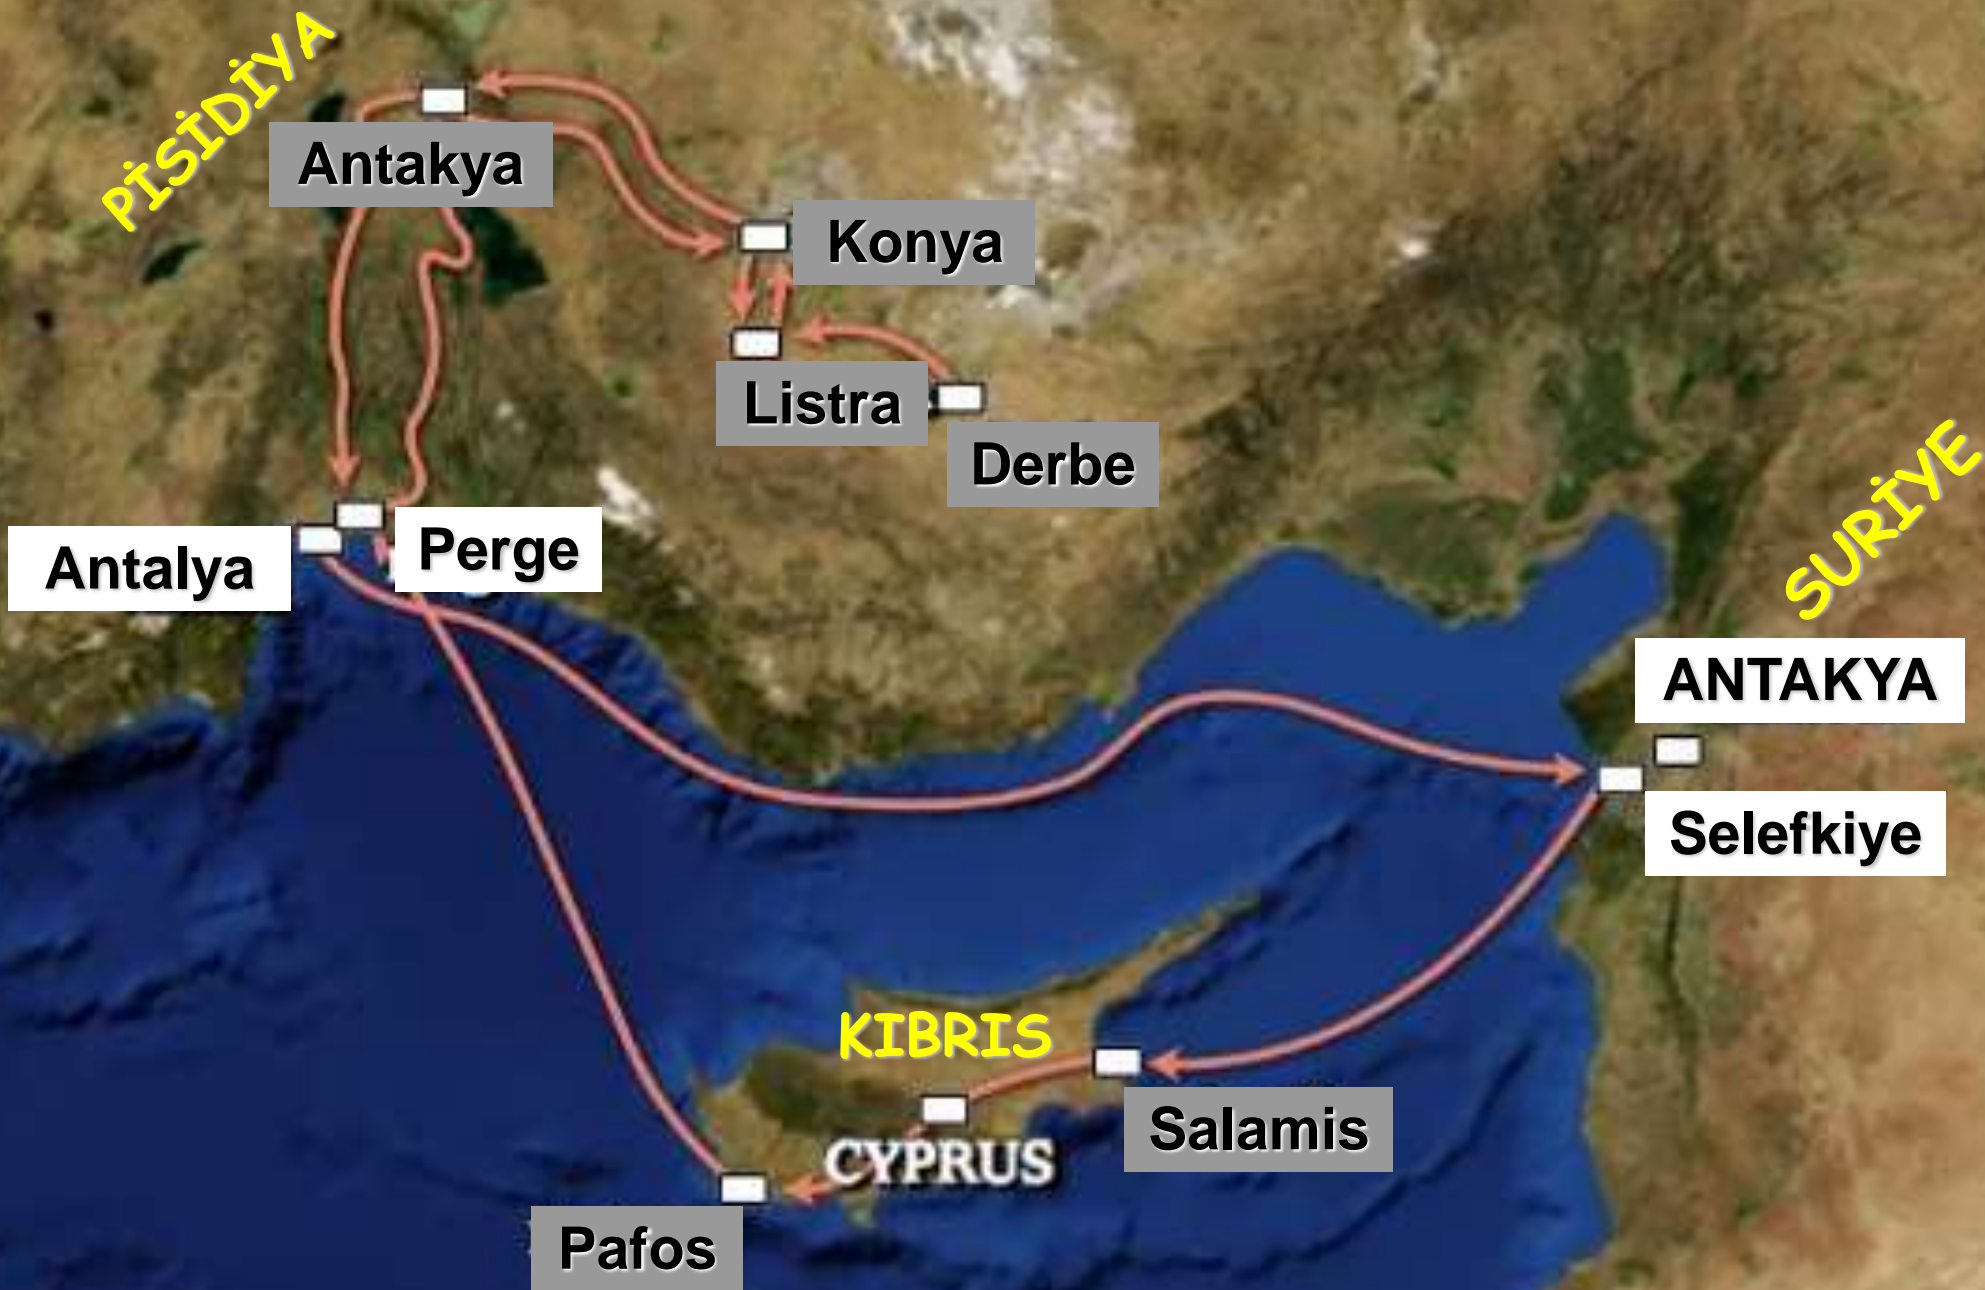 PİSİDİYA
Antakya
Konya
Listra
Derbe
SURİYE
Antalya
Perge
ANTAKYA
Selefkiye
KIBRIS
CYPRUS
Salamis
Pafos